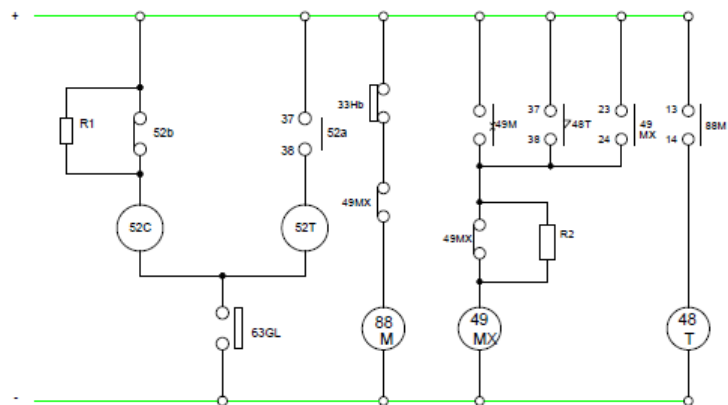 +
R1
52b
37
38
52a
33Hb
49MX
49M
37
38
48T
23
24
49
MX
13
14
88M
52C
52T
49MX
R2
63GL
88
M
49
MX
48
T
-